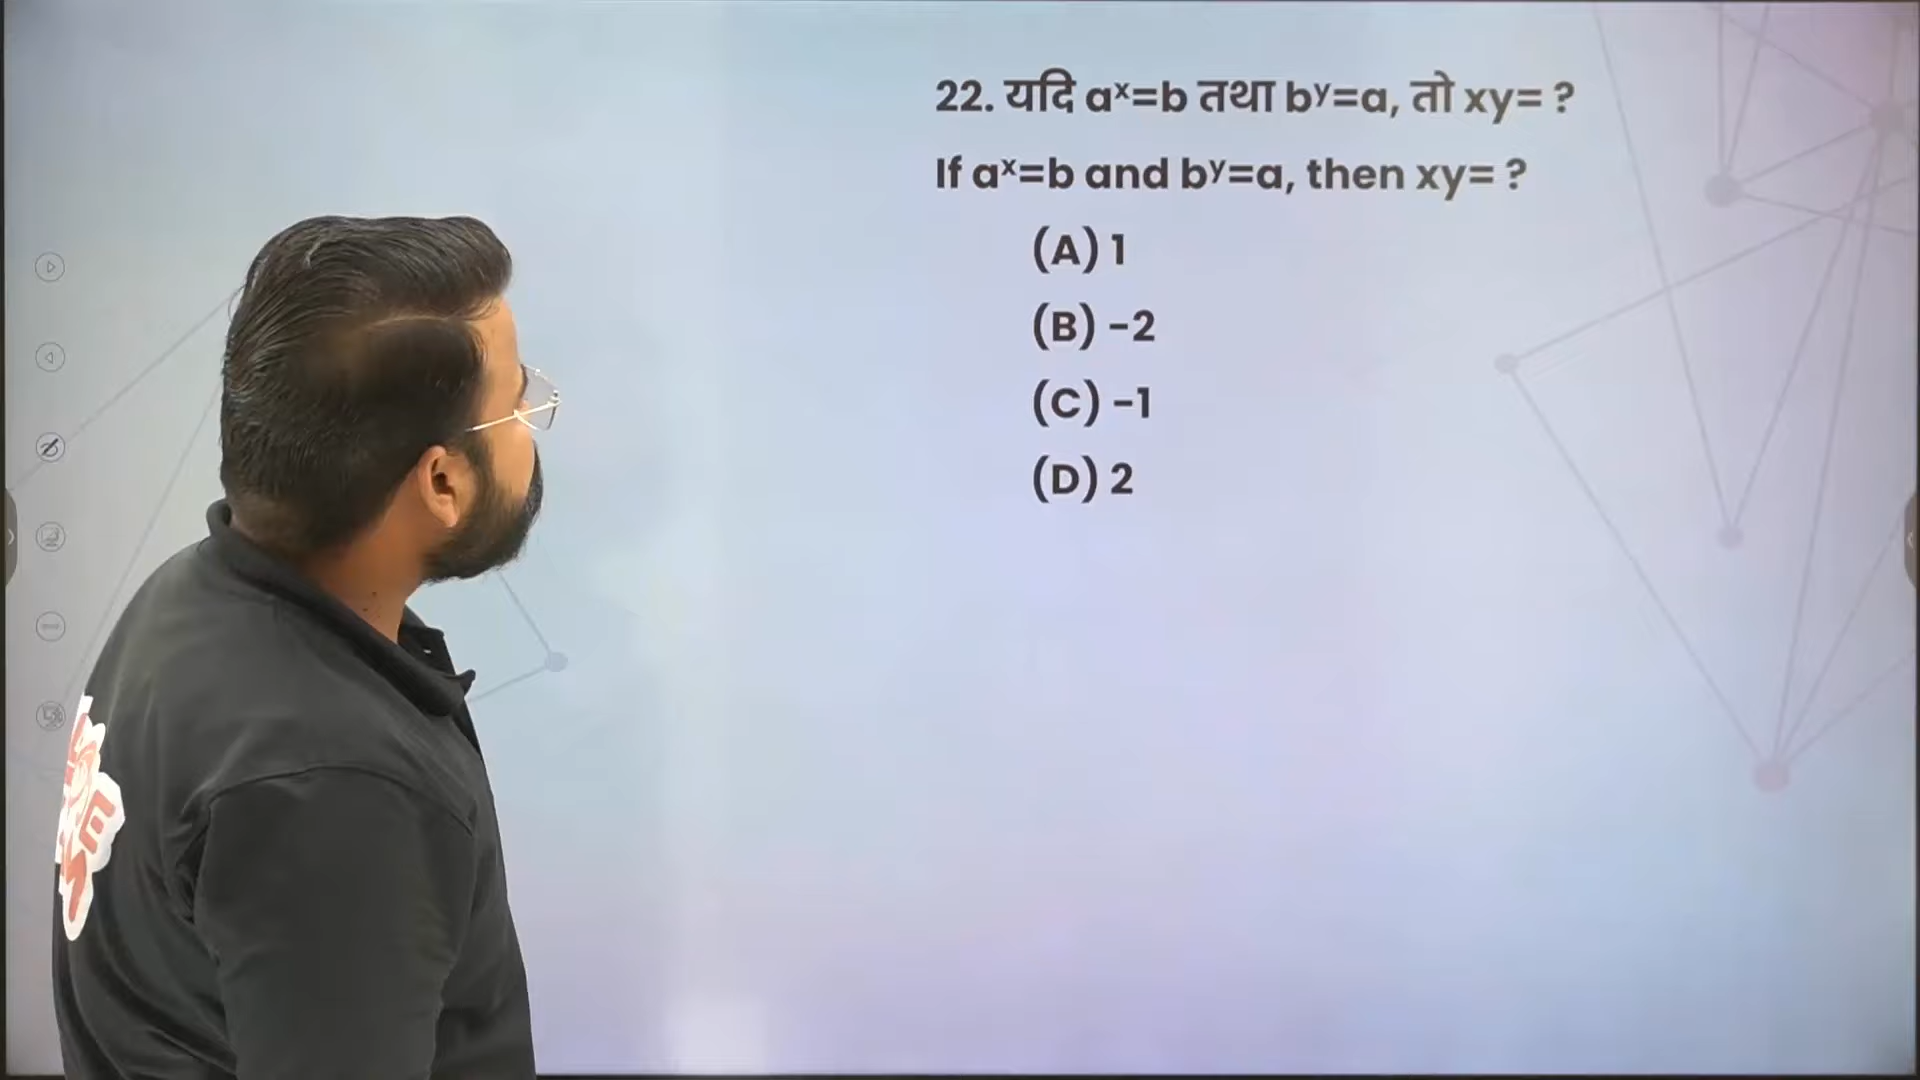 22. यदि aˣ=b तथा bʸ=a, तो xy= ?
If aˣ=b and bʸ=a, then xy= ?
(A) 1
(B) -2
(C) -1
(D) 2